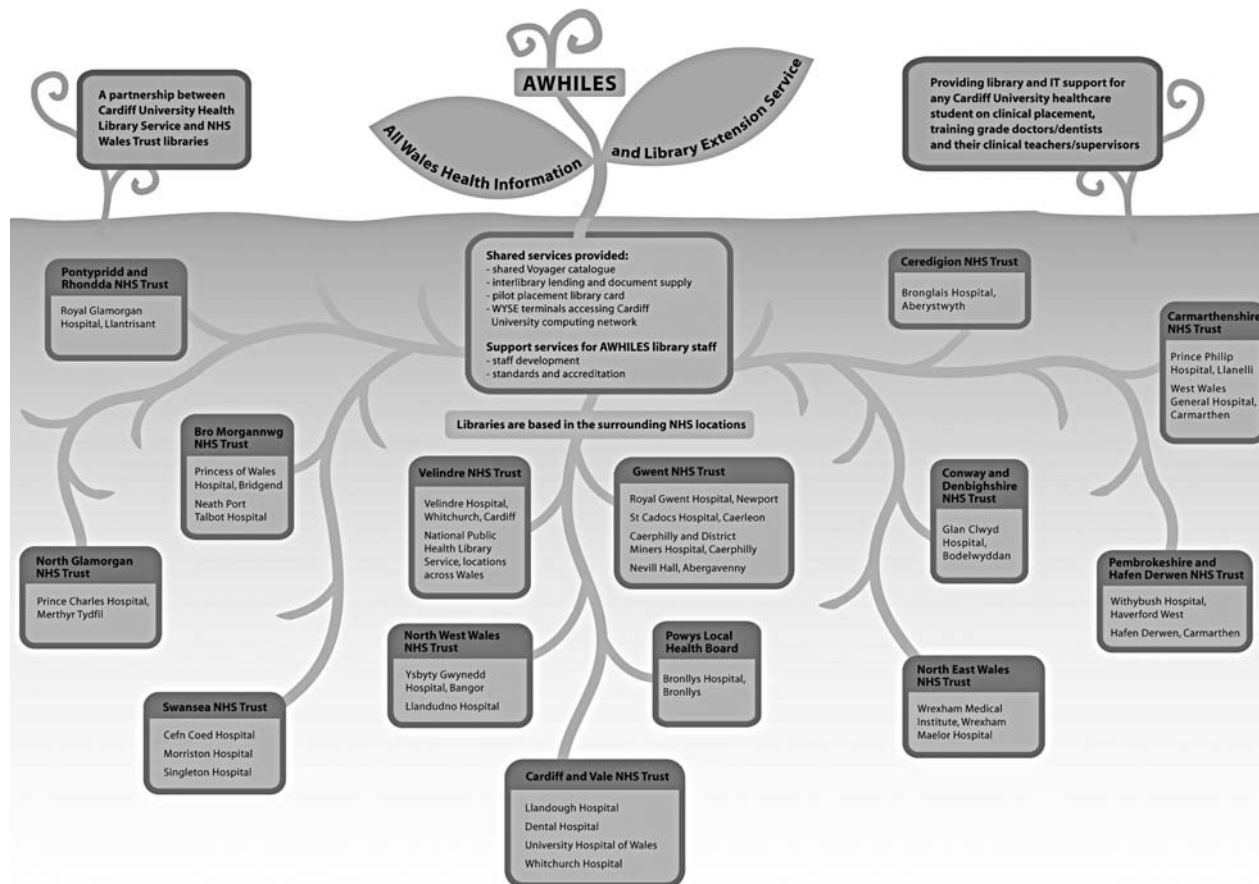 AWHILES
All Wales Health Information
and Library Extension Service
A partnership between
Cardiff University Health
Library Service and NHS
Wales Trust libraries
Providing library and IT support for
any Cardiff University healthcare
student on clinical placement,
training grade doctors/dentists
and their clinical teachers/supervisors
Shared services provided:
- shared Voyager catalogue
- interlibrary lending and document supply
- pilot placement library card
- WYSE terminals accessing Cardiff
University computing network
Support services for AWHILES library staff
- staff development
- standards and accreditation
Libraries are based in the surrounding NHS locations
Pontypridd and
Rhondda NHS Trust
Royal Glamorgan
Hospital, Llantrisant
Ceredigion NHS Trust
Bronglais Hospital,
Aberystwyth
Carmarthenshire
NHS Trust
Prince Philip
Hospital, Llanelli
West Wales
General Hospital,
Carmarthen
Bro Morgannwg
NHS Trust
Princess of Wales
Hospital, Bridgend
Neath Port
Talbot Hospital
Velindre NHS Trust
Velindre Hospital,
Whitchurch, Cardiff
National Public
Health Library
Service, locations
across Wales
Gwent NHS Trust
Royal Gwent Hospital, Newport
St Cadocs Hospital, Caerleon
Caerphilly and District
Miners Hospital, Caerphilly
Nevill Hall, Abergavenny
Conway and
Denbighshire
NHS Trust
Glan Clwyd
Hospital,
Bodelwyddan
North Glamorgan
NHS Trust
Prince Charles Hospital,
Merthyr Tydfil
Pembrokeshire and
Hafen Derwen NHS Trust
Withybush Hospital,
Haverford West
Hafen Derwen, Carmarthen
North West Wales
NHS Trust
Ysbyty Gwynedd
Hospital, Bangor
Llandudno Hospital
Powys Local
Health Board
Bronllys Hospital,
Bronllys
North East Wales
NHS Trust
Wrexham Medical
Institute, Wrexham
Maelor Hospital
Swansea NHS Trust
Cefn Coed Hospital
Morriston Hospital
Singleton Hospital
Cardiff and Vale NHS Trust
Llandough Hospital
Dental Hospital
University Hospital of Wales
Whitchurch Hospital